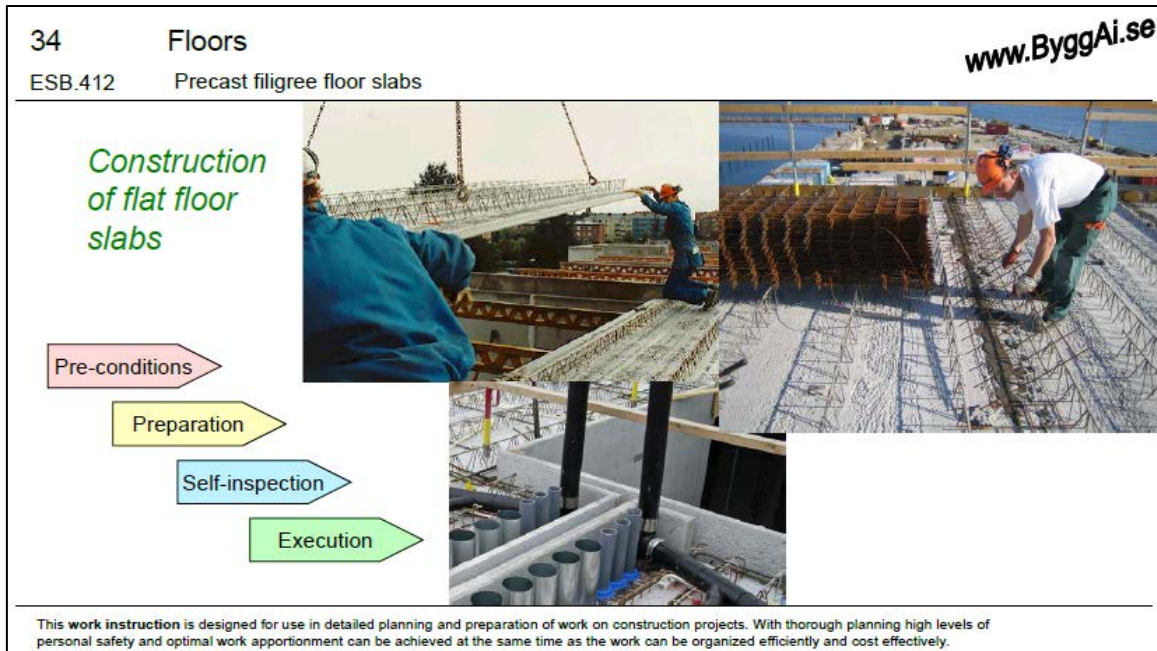 34 Floors
www.ByggAi.se
ESB.412 Precast filigree floor slabs
Construction
of flat floor
slabs
Pre-conditions
Preparation
Self-inspection
Execution
This work instruction is designed for use in detailed planning and preparation of work on construction projects. With thorough planning high levels of
personal safety and optimal work apportionment can be achieved at the same time as the work can be organized efficiently and cost effectively.